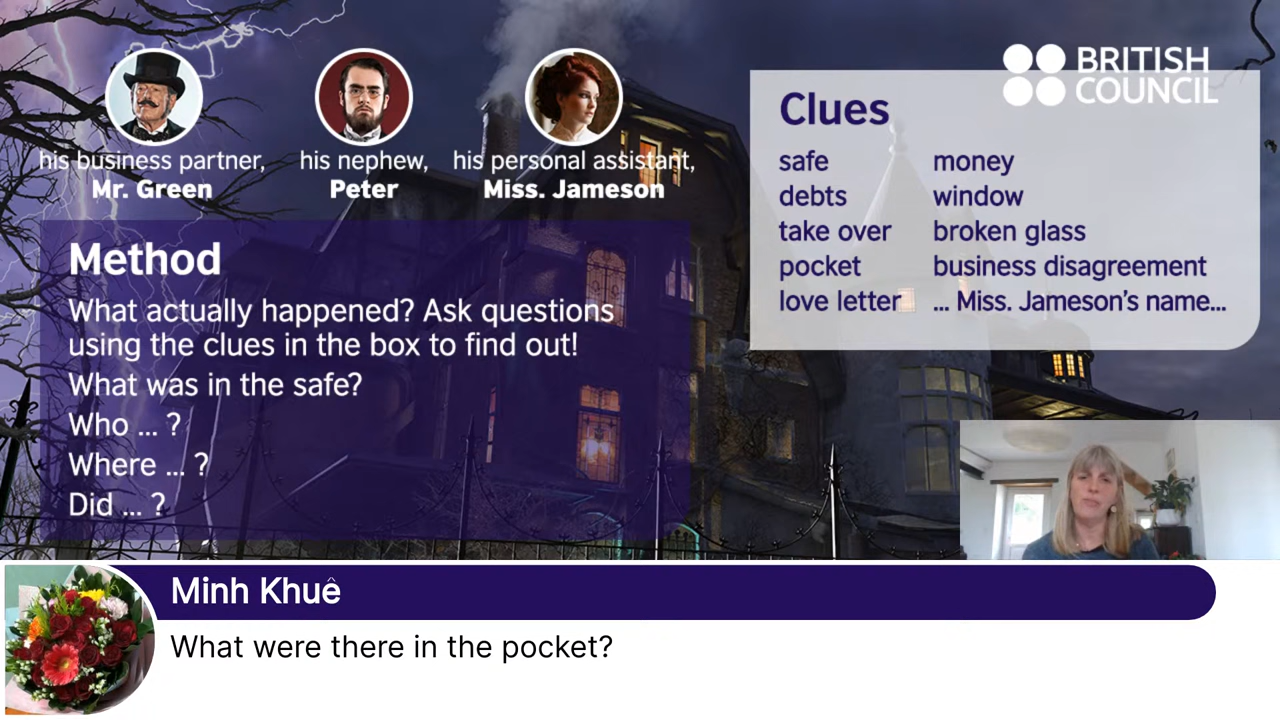 his business partner,
Mr. Green
his nephew,
Peter
his personal assistant,
Miss. Jameson
Method
What actually happened? Ask questions
using the clues in the box to find out!
What was in the safe?
Who ... ?
Where ... ?
Did ... ?
BRITISH
COUNCIL
Clues
safe
debts
take over
pocket
love letter
money
window
broken glass
business disagreement
... Miss. Jameson's name...
Minh Khuê
What were there in the pocket?